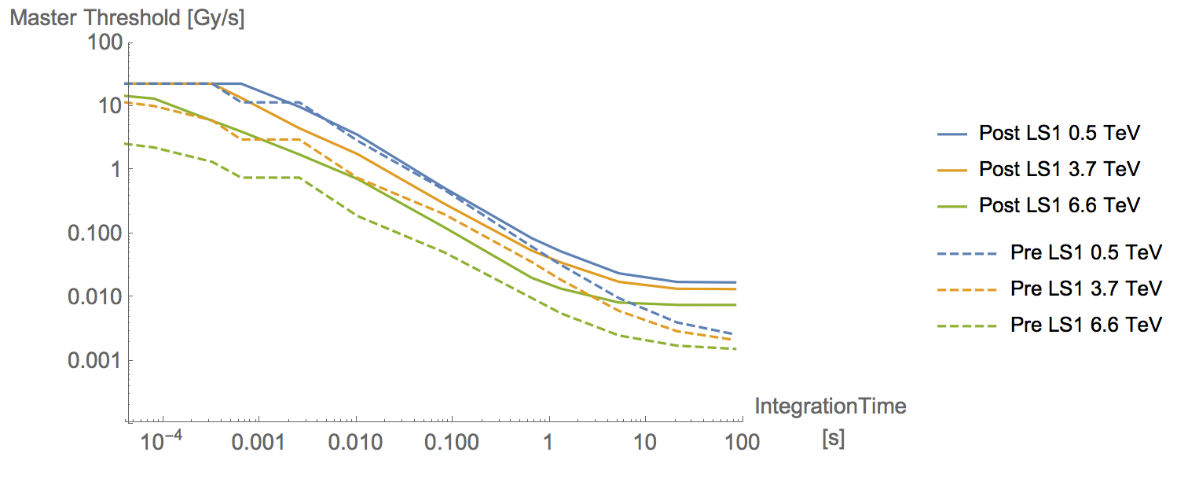 Master Threshold [Gy/s]
100
10
1
0.100
0.010
0.001
10⁻⁴ 0.001 0.010 0.100 1 10 100
IntegrationTime
[s]
Post LS1 0.5 TeV
Post LS1 3.7 TeV
Post LS1 6.6 TeV
Pre LS1 0.5 TeV
Pre LS1 3.7 TeV
Pre LS1 6.6 TeV